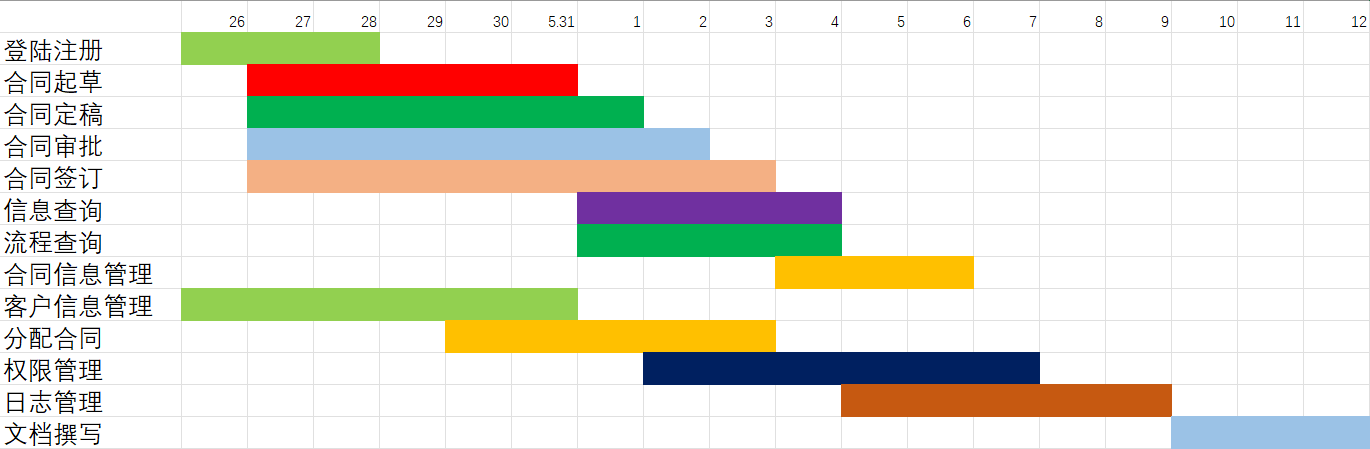 26 27 28 29 30 5.31 1 2 3 4 5 6 7 8 9 10 11 12
登陆注册
合同起草
合同定稿
合同审批
合同签订
信息查询
流程查询
合同信息管理
客户信息管理
分配合同
权限管理
日志管理
文档撰写